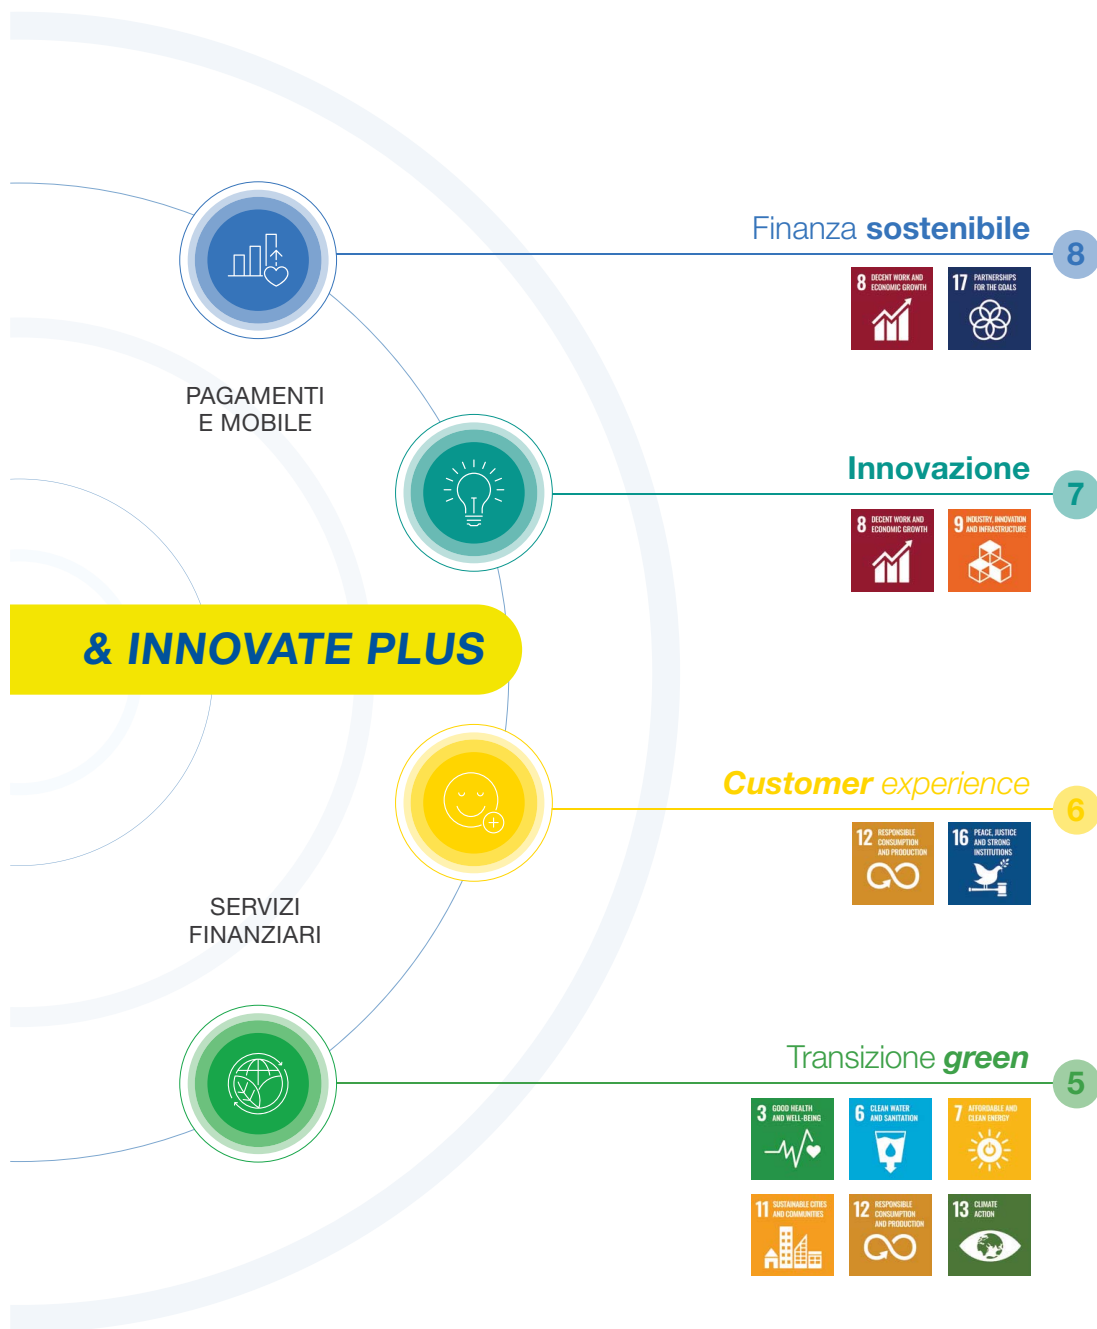 Finanza sostenibile
8
8 DECENT WORK AND
ECONOMIC GROWTH
17 PARTNERSHIPS
FOR THE GOALS
PAGAMENTI
E MOBILE
Innovazione
7
8 DECENT WORK AND
ECONOMIC GROWTH
9 INDUSTRY, INNOVATION
AND INFRASTRUCTURE
& INNOVATE PLUS
Customer experience
6
12 RESPONSIBLE
CONSUMPTION
AND PRODUCTION
16 PEACE, JUSTICE
AND STRONG
INSTITUTIONS
SERVIZI
FINANZIARI
Transizione green
5
3 GOOD HEALTH
AND WELL-BEING
6 CLEAN WATER
AND SANITATION
7 AFFORDABLE AND
CLEAN ENERGY
11 SUSTAINABLE CITIES
AND COMMUNITIES
12 RESPONSIBLE
CONSUMPTION
AND PRODUCTION
13 CLIMATE
ACTION